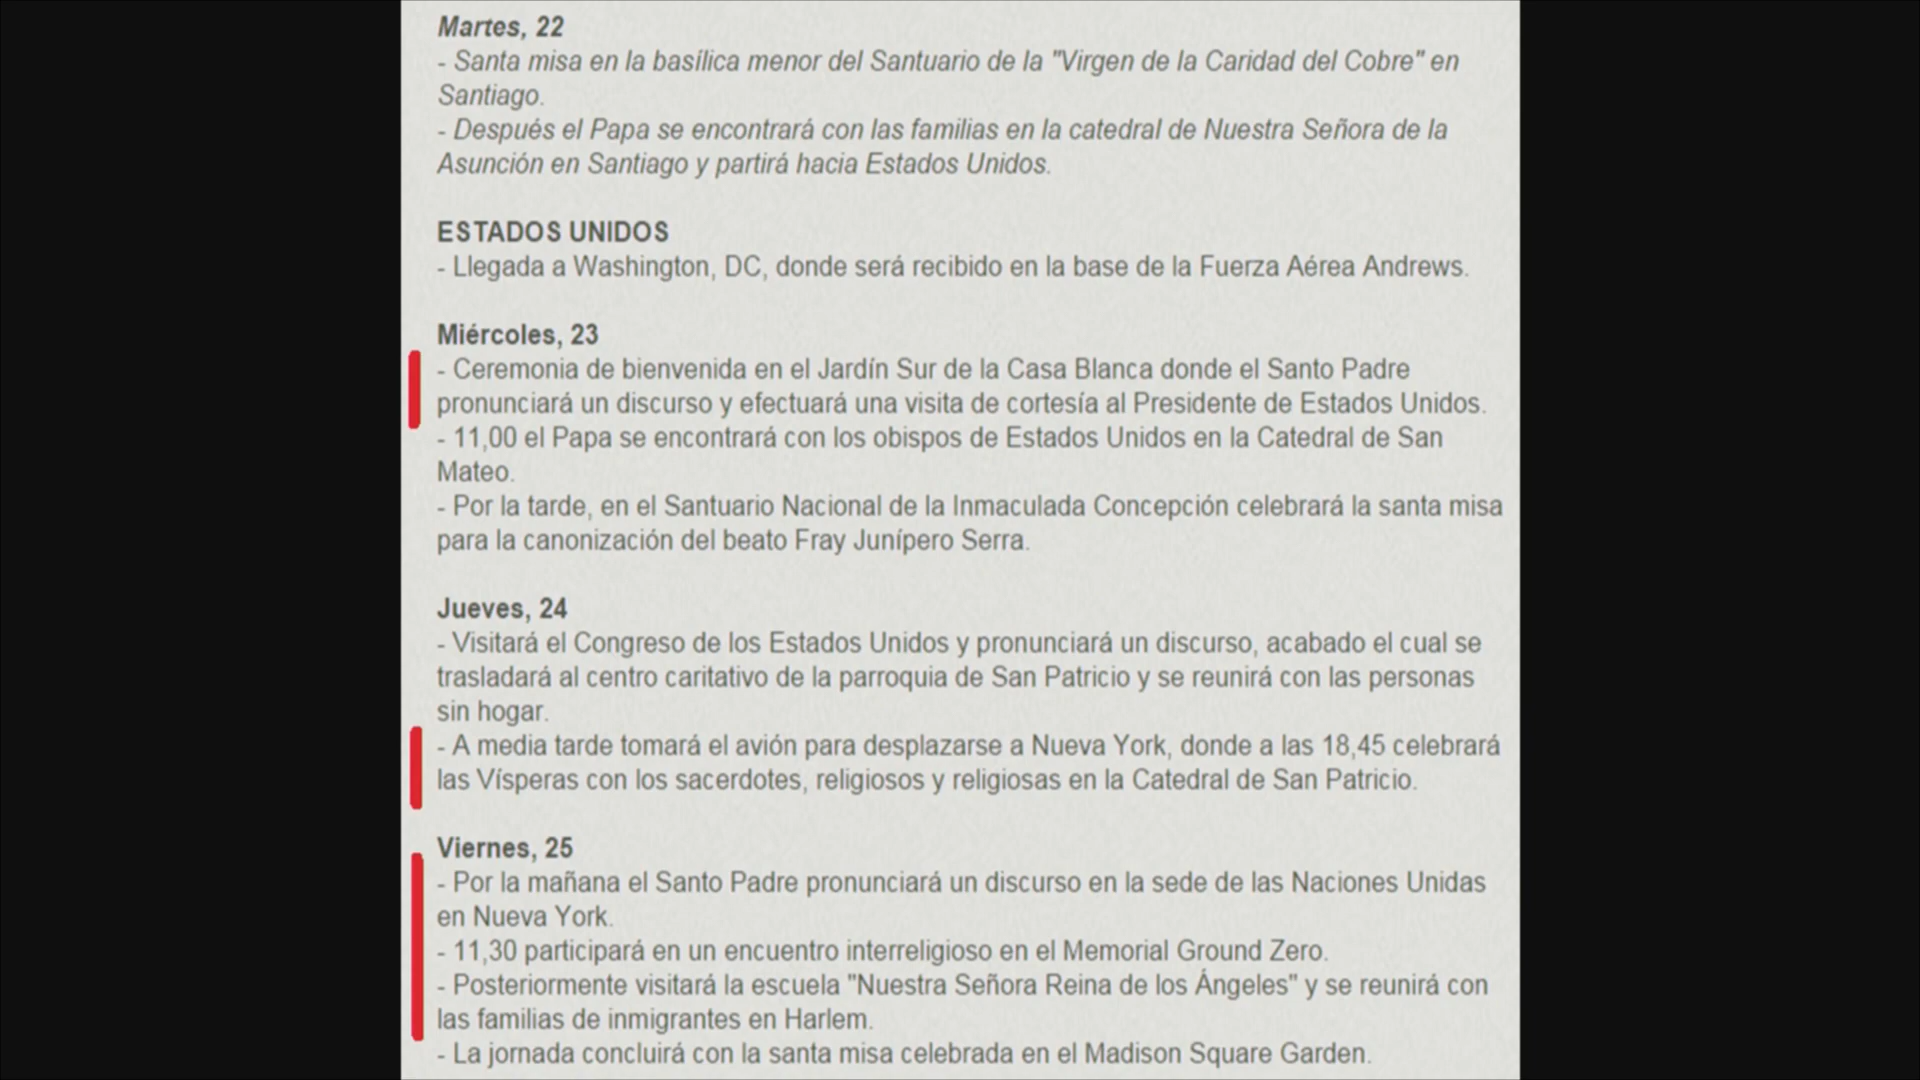 Martes, 22
- Santa misa en la basílica menor del Santuario de la "Virgen de la Caridad del Cobre" en
Santiago.
- Después el Papa se encontrará con las familias en la catedral de Nuestra Señora de la
Asunción en Santiago y partirá hacia Estados Unidos.
ESTADOS UNIDOS
- Llegada a Washington, DC, donde será recibido en la base de la Fuerza Aérea Andrews.
Miércoles, 23
- Ceremonia de bienvenida en el Jardín Sur de la Casa Blanca donde el Santo Padre
pronunciará un discurso y efectuará una visita de cortesía al Presidente de Estados Unidos.
- 11,00 el Papa se encontrará con los obispos de Estados Unidos en la Catedral de San
Mateo.
- Por la tarde, en el Santuario Nacional de la Inmaculada Concepción celebrará la santa misa
para la canonización del beato Fray Junípero Serra.
Jueves, 24
- Visitará el Congreso de los Estados Unidos y pronunciará un discurso, acabado el cual se
trasladará al centro caritativo de la parroquia de San Patricio y se reunirá con las personas
sin hogar.
- A media tarde tomará el avión para desplazarse a Nueva York, donde a las 18,45 celebrará
las Vísperas con los sacerdotes, religiosos y religiosas en la Catedral de San Patricio.
Viernes, 25
- Por la mañana el Santo Padre pronunciará un discurso en la sede de las Naciones Unidas
en Nueva York.
- 11,30 participará en un encuentro interreligioso en el Memorial Ground Zero.
- Posteriormente visitará la escuela "Nuestra Señora Reina de los Ángeles" y se reunirá con
las familias de inmigrantes en Harlem.
- La jornada concluirá con la santa misa celebrada en el Madison Square Garden.